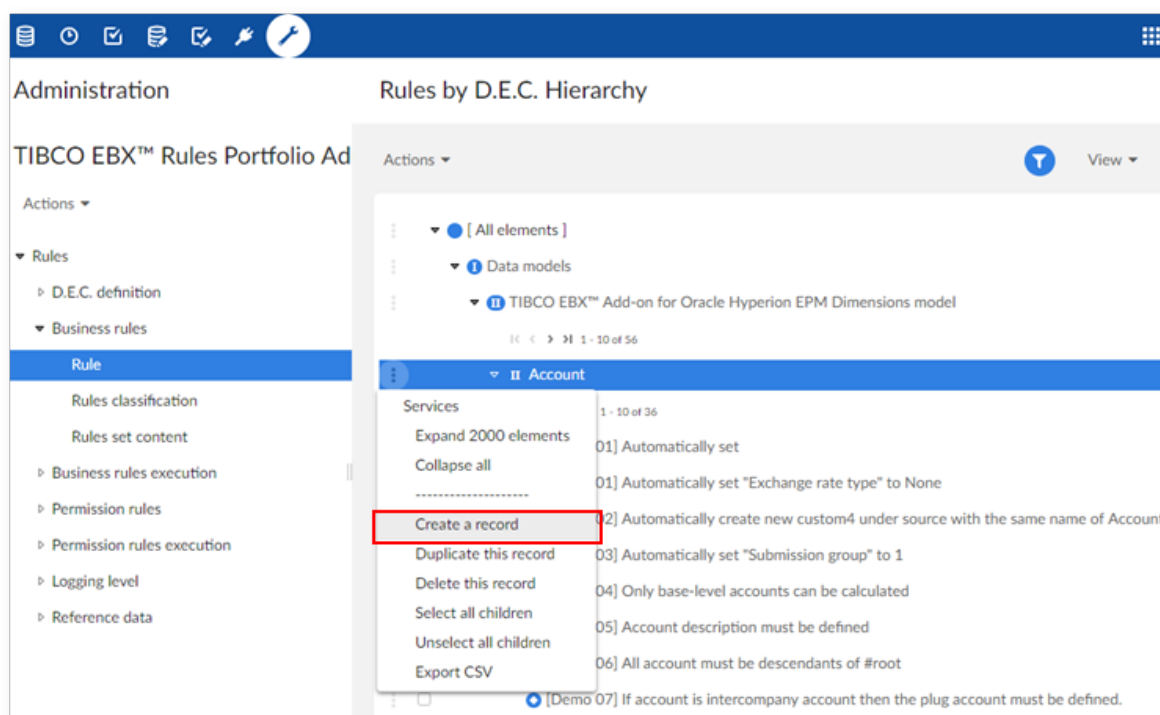 Administration
Rules by D.E.C. Hierarchy
TIBCO EBX™ Rules Portfolio Ad
Actions
View
Actions
Rules
D.E.C. definition
Business rules
Rule
Rules classification
Rules set content
Business rules execution
Permission rules
Permission rules execution
Logging level
Reference data
[ All elements ]
I Data models
II TIBCO EBX™ Add-on for Oracle Hyperion EPM Dimensions model
1 - 10 of 56
II Account
Services
Expand 2000 elements
Collapse all
--------------------
Create a record
Duplicate this record
Delete this record
Select all children
Unselect all children
Export CSV
1 - 10 of 36
01] Automatically set
01] Automatically set "Exchange rate type" to None
02] Automatically create new custom4 under source with the same name of Account
03] Automatically set "Submission group" to 1
04] Only base-level accounts can be calculated
05] Account description must be defined
06] All account must be descendants of #root
[Demo 07] If account is intercompany account then the plug account must be defined.